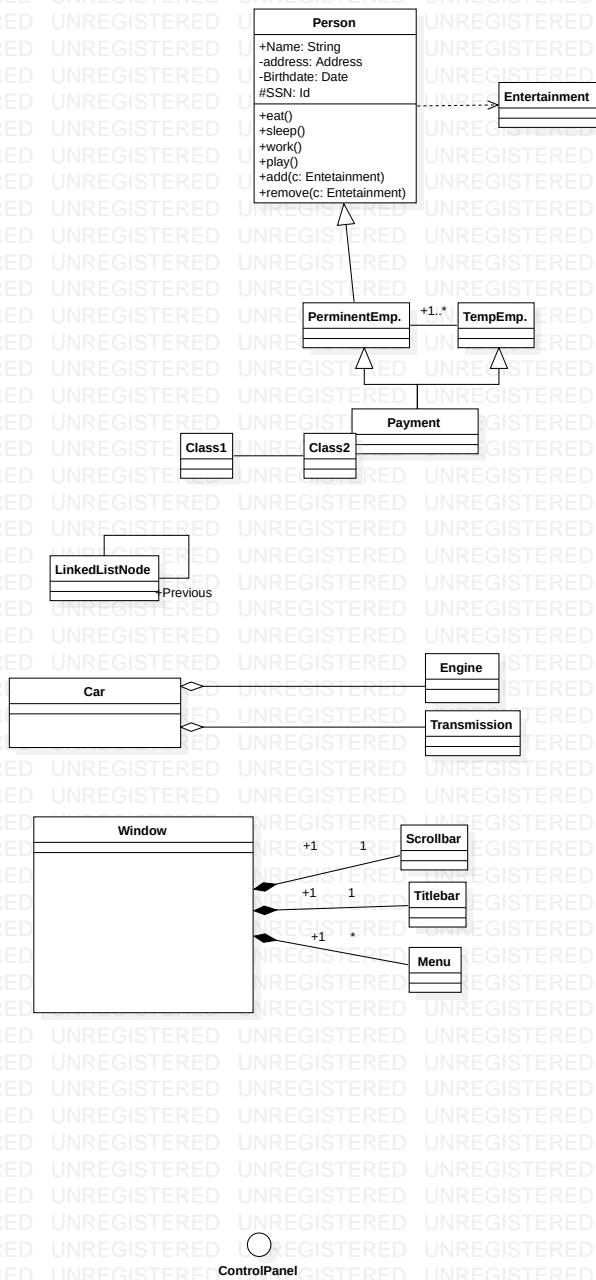 Person
+Name: String
-address: Address
-Birthdate: Date
#SSN: Id
+eat()
+sleep()
+work()
+play()
+add(c: Entetainment)
+remove(c: Entetainment)
Entertainment
PerminentEmp.
+1..*
TempEmp.
Payment
Class1
Class2
LinkedListNode
+Previous
Car
Engine
Transmission
Window
+1 1
Scrollbar
+1 1
Titlebar
+1 *
Menu
ControlPanel
UNREGISTERED